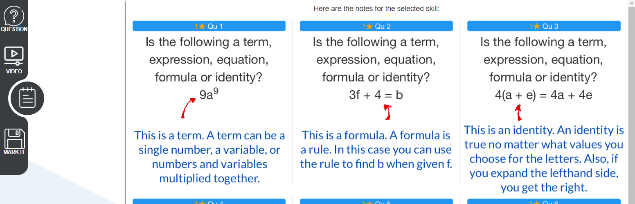 QUESTION
VIDEO
MARK IT
Here are the notes for the selected skill:
1★ Qu 1
Is the following a term,
expression, equation,
formula or identity?
9a⁹
This is a term. A term can be a
single number, a variable, or
numbers and variables
multiplied together.
1★ Qu 2
Is the following a term,
expression, equation,
formula or identity?
3f + 4 = b
This is a formula. A formula is
a rule. In this case you can use
the rule to find b when given f.
1★ Qu 3
Is the following a term,
expression, equation,
formula or identity?
4(a + e) = 4a + 4e
This is an identity. An identity is
true no matter what values you
choose for the letters. Also, if
you expand the lefthand side,
you get the right.